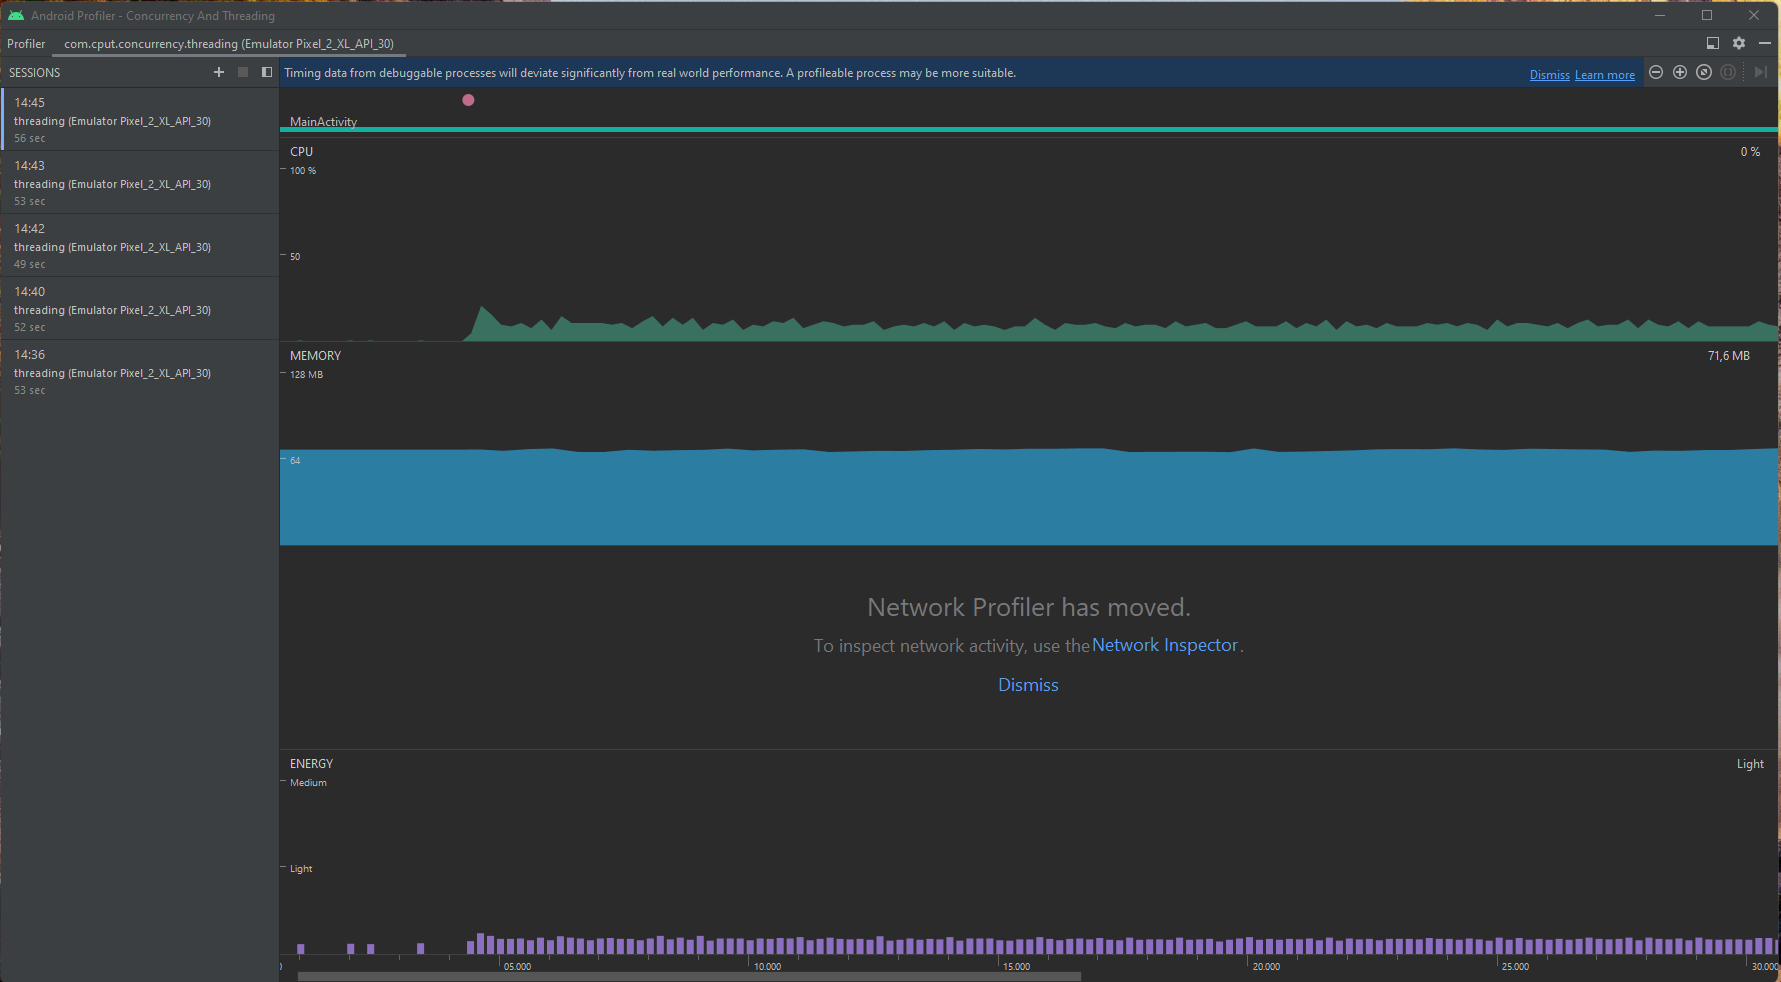 Android Profiler - Concurrency And Threading
Profiler
com.cput.concurrency.threading (Emulator Pixel_2_XL_API_30)
SESSIONS
Timing data from debuggable processes will deviate significantly from real world performance. A profileable process may be more suitable.
Dismiss Learn more
14:45
threading (Emulator Pixel_2_XL_API_30)
56 sec
14:43
threading (Emulator Pixel_2_XL_API_30)
53 sec
14:42
threading (Emulator Pixel_2_XL_API_30)
49 sec
14:40
threading (Emulator Pixel_2_XL_API_30)
52 sec
14:36
threading (Emulator Pixel_2_XL_API_30)
53 sec
MainActivity
CPU
0 %
100 %
50
MEMORY
71,6 MB
128 MB
64
Network Profiler has moved.
To inspect network activity, use the Network Inspector.
Dismiss
ENERGY
Light
Medium
Light
05.000 10.000 15.000 20.000 25.000 30.000